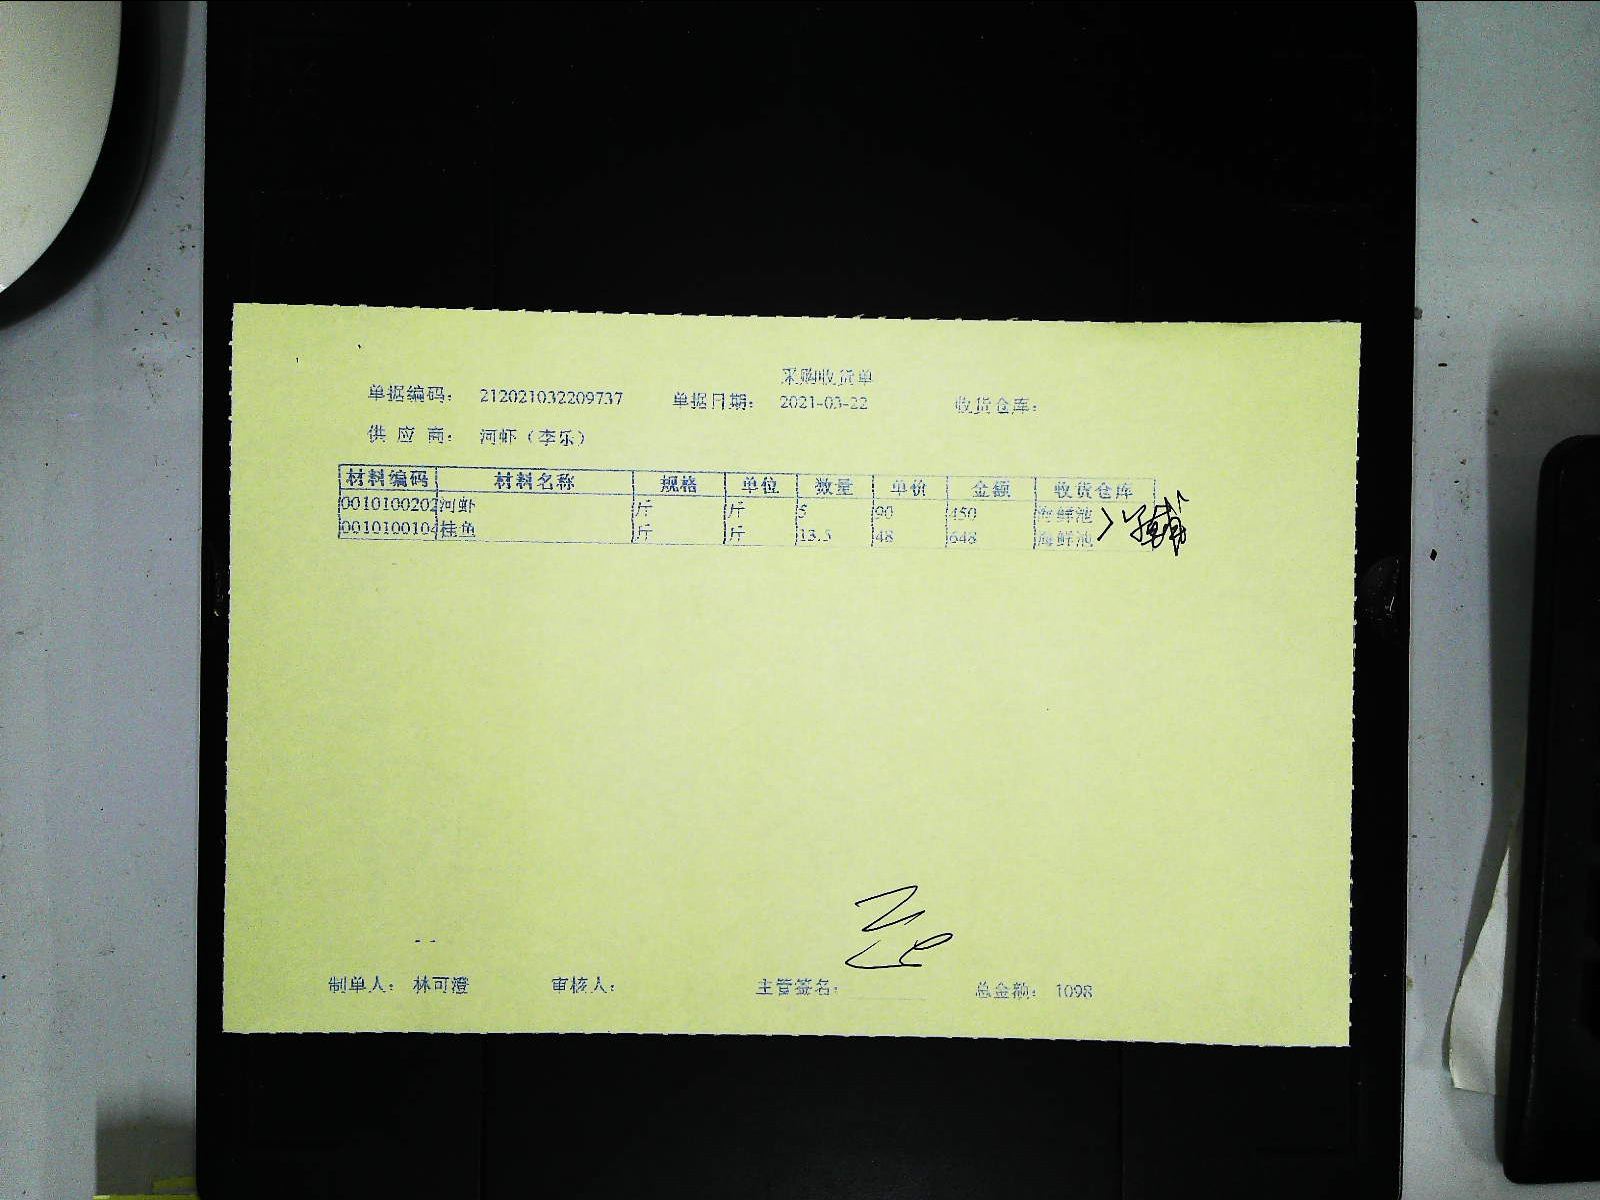 采购收货单
单据编码： 212021032209737 单据日期： 2021-03-22 收货仓库：
供 应 商： 河虾（李乐）
材料编码 材料名称 规格 单位 数量 单价 金额 收货仓库
0010100202 河虾 斤 斤 5 90 450 海鲜池
0010100104 桂鱼 斤 斤 13.5 48 648 海鲜池
制单人： 林可澄 审核人： 主管签名： 总金额： 1098